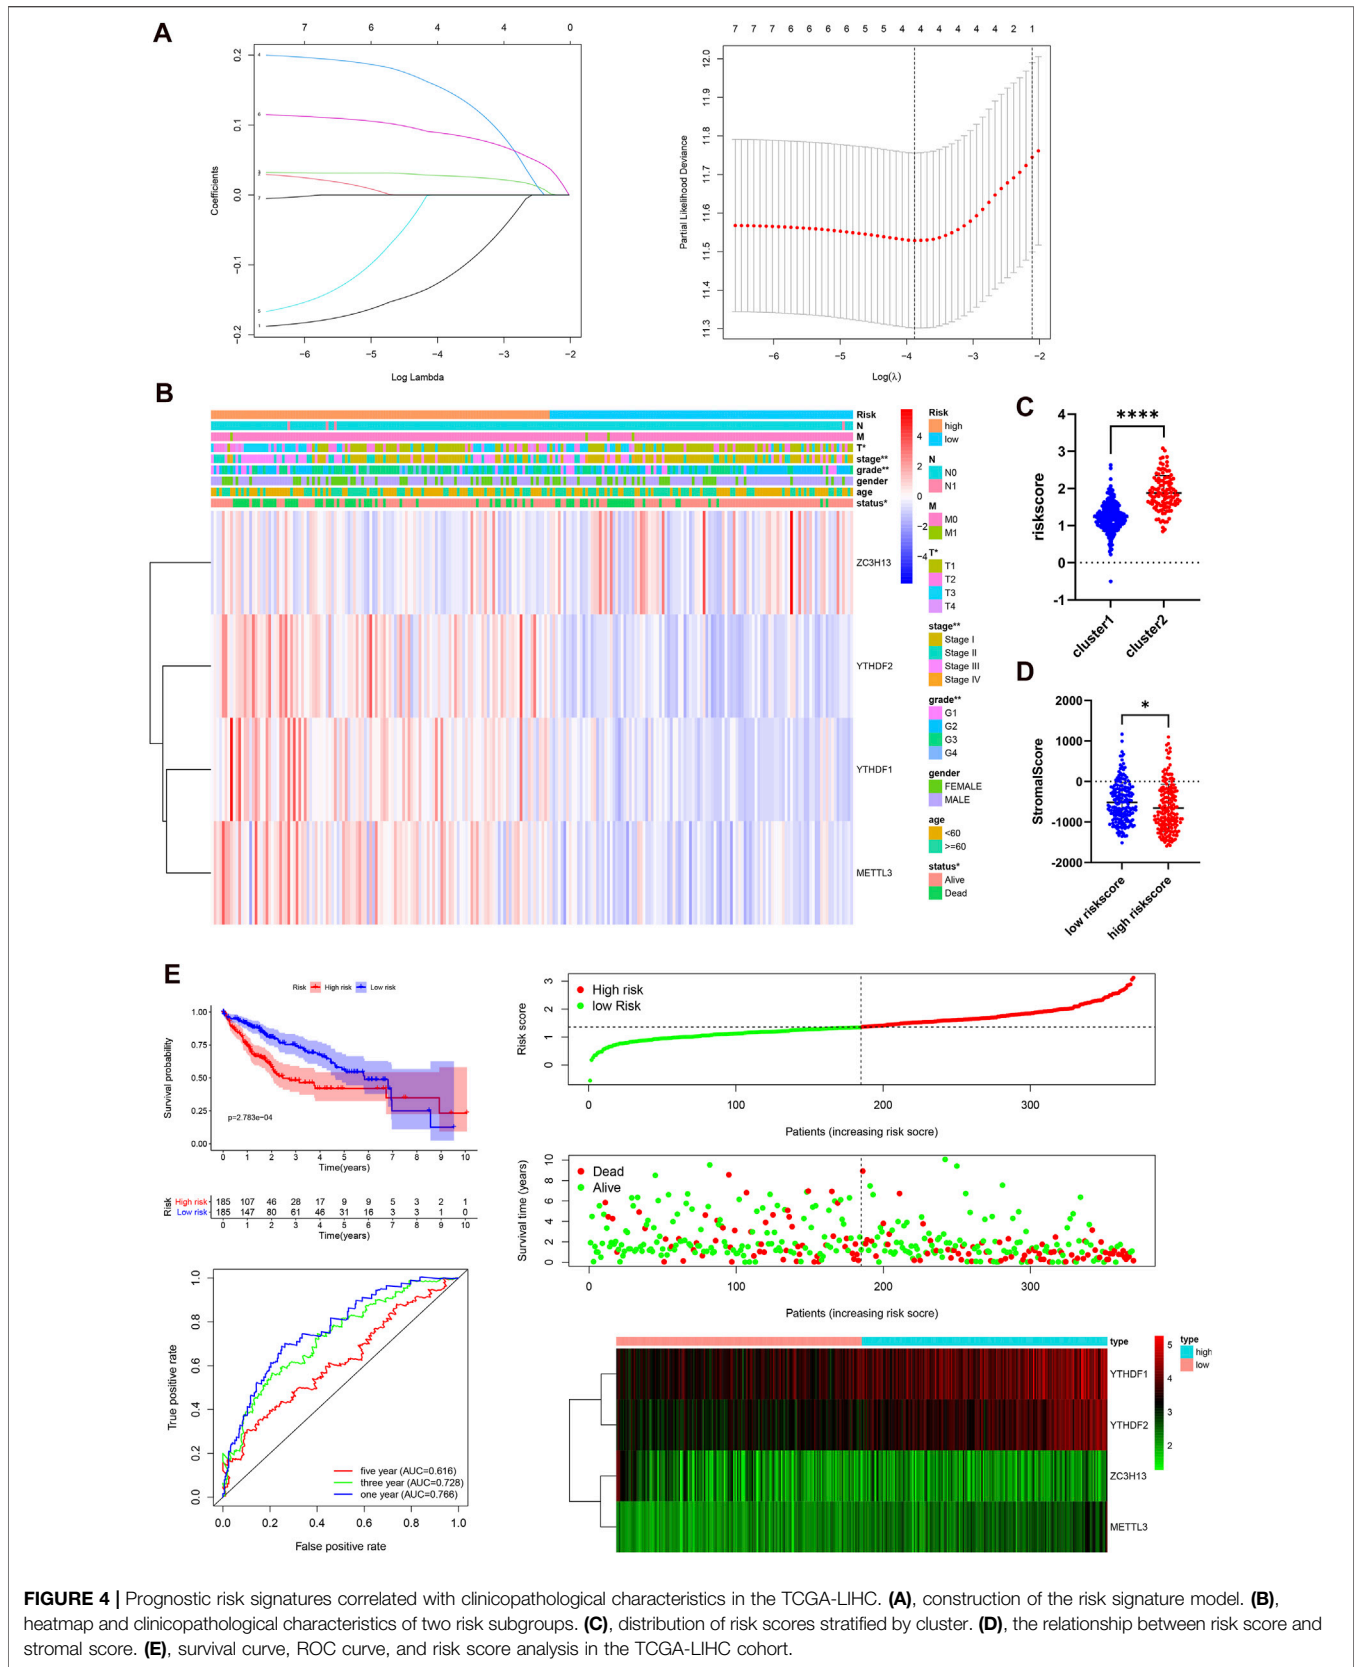 A
7 6 6 4 4 0
0.2
0.1
0.0
−0.1
−0.2
Coefficients
4
6
7
5
1
−6 −5 −4 −3 −2
Log Lambda
7 7 7 6 6 6 6 5 5 4 4 4 4 4 2 1
12.0
11.9
11.8
11.7
11.6
11.5
11.4
11.3
Partial Likelihood Deviance
−6 −5 −4 −3 −2
Log(λ)
B
Risk
N
M
T*
stage**
grade**
gender
age
status*
ZC3H13
YTHDF2
YTHDF1
METTL3
4
2
0
−2
−4
Risk
high
low
N
N0
N1
M
M0
M1
T*
T1
T2
T3
T4
stage**
Stage I
Stage II
Stage III
Stage IV
grade**
G1
G2
G3
G4
gender
FEMALE
MALE
age
<60
>=60
status*
Alive
Dead
C
****
4
3
2
1
0
-1
riskscore
cluster1
cluster2
D
*
2000
1000
0
-1000
-2000
StromalScore
low riskscore
high riskscore
E
Risk High risk Low risk
1.00
0.75
0.50
0.25
0.00
Survival probability
p=2.783e−04
0 1 2 3 4 5 6 7 8 9 10
Time(years)
Risk
High risk 185 107 46 28 17 9 9 5 3 2 1
Low risk 185 147 80 61 46 31 16 3 3 1 0
0 1 2 3 4 5 6 7 8 9 10
Time(years)
High risk
low Risk
3
2
1
0
Risk score
0 100 200 300
Patients (increasing risk socre)
Dead
Alive
10
8
6
4
2
0
Survival time (years)
0 100 200 300
Patients (increasing risk socre)
1.0
0.8
0.6
0.4
0.2
0.0
True positive rate
five year (AUC=0.616)
three year (AUC=0.728)
one year (AUC=0.766)
0.0 0.2 0.4 0.6 0.8 1.0
False positive rate
type
YTHDF1
YTHDF2
ZC3H13
METTL3
5
4
3
2
type
high
low
FIGURE 4 | Prognostic risk signatures correlated with clinicopathological characteristics in the TCGA-LIHC. (A), construction of the risk signature model. (B),
heatmap and clinicopathological characteristics of two risk subgroups. (C), distribution of risk scores stratified by cluster. (D), the relationship between risk score and
stromal score. (E), survival curve, ROC curve, and risk score analysis in the TCGA-LIHC cohort.